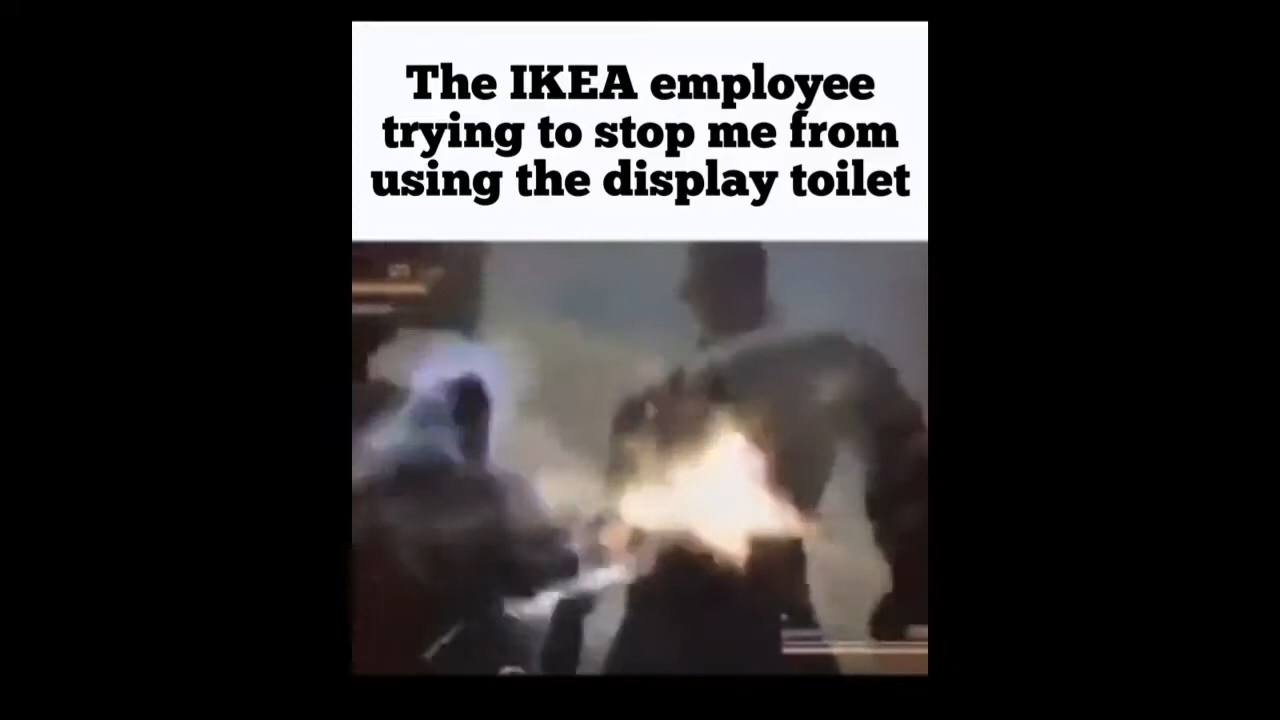 The IKEA employee
trying to stop me from
using the display toilet